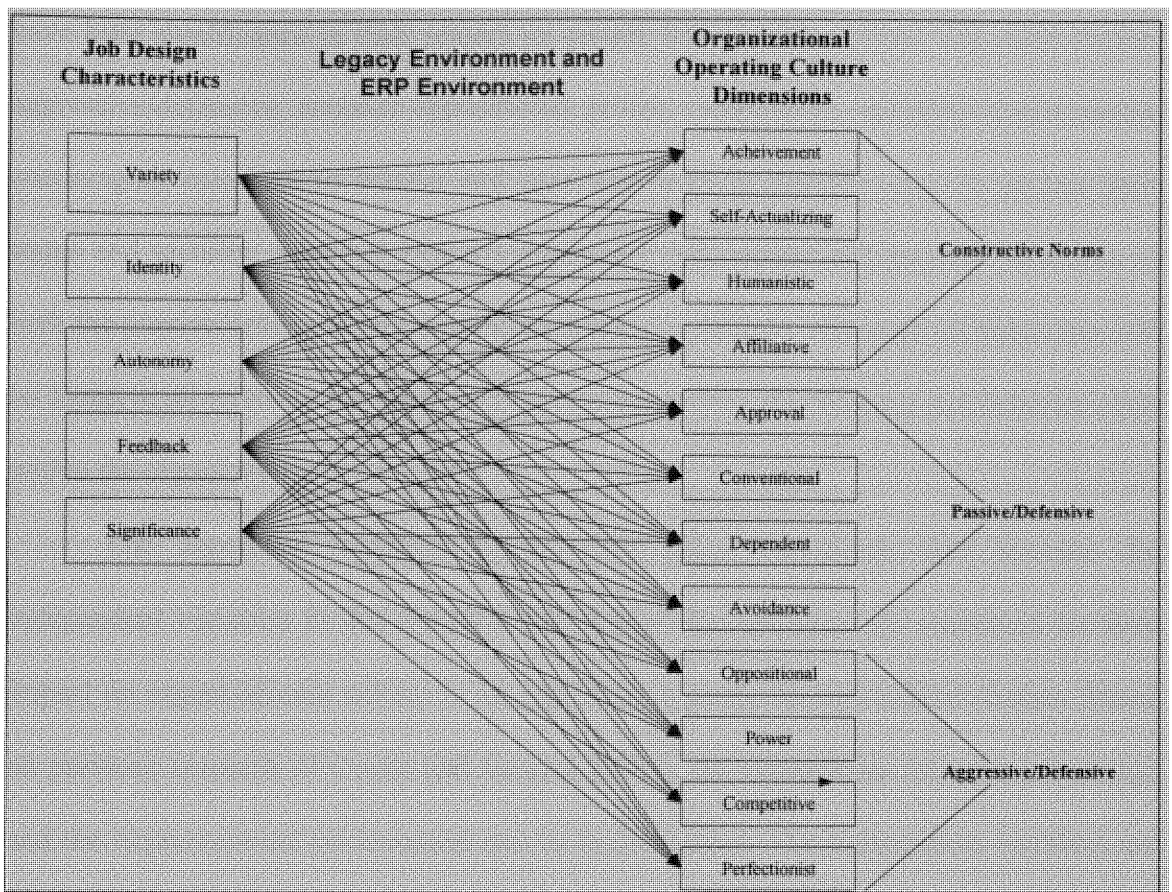 Job Design
Characteristics
Legacy Environment and
ERP Environment
Organizational
Operating Culture
Dimensions
Variety
Identity
Autonomy
Feedback
Significance
Acheivement
Self-Actualizing
Humanistic
Affiliative
Approval
Conventional
Dependent
Avoidance
Oppositional
Power
Competitive
Perfectionist
Constructive Norms
Passive/Defensive
Aggressive/Defensive